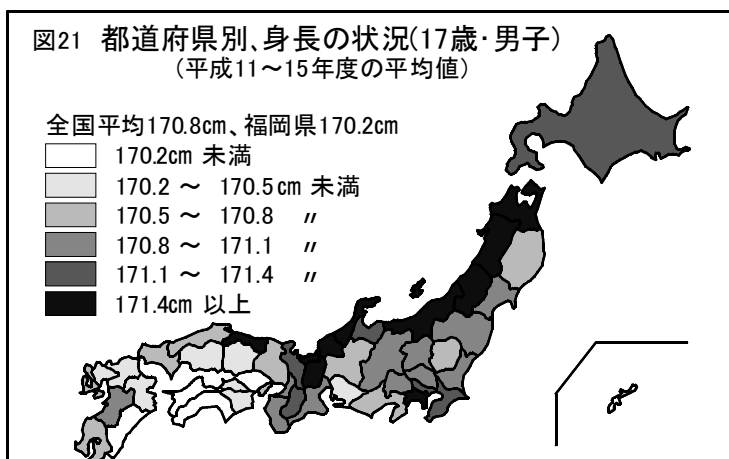 図21 都道府県別、身長の状況(17歳・男子)
(平成11～15年度の平均値)
全国平均170.8cm、福岡県170.2cm
170.2cm 未満
170.2 ～ 170.5cm 未満
170.5 ～ 170.8 〃
170.8 ～ 171.1 〃
171.1 ～ 171.4 〃
171.4cm 以上